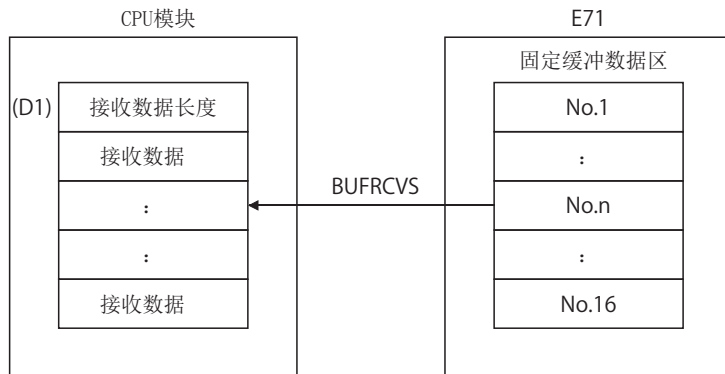 CPU模块
E71
固定缓冲数据区
(D1)
接收数据长度
接收数据
:
:
接收数据
BUFRCVS
No.1
:
No.n
:
No.16